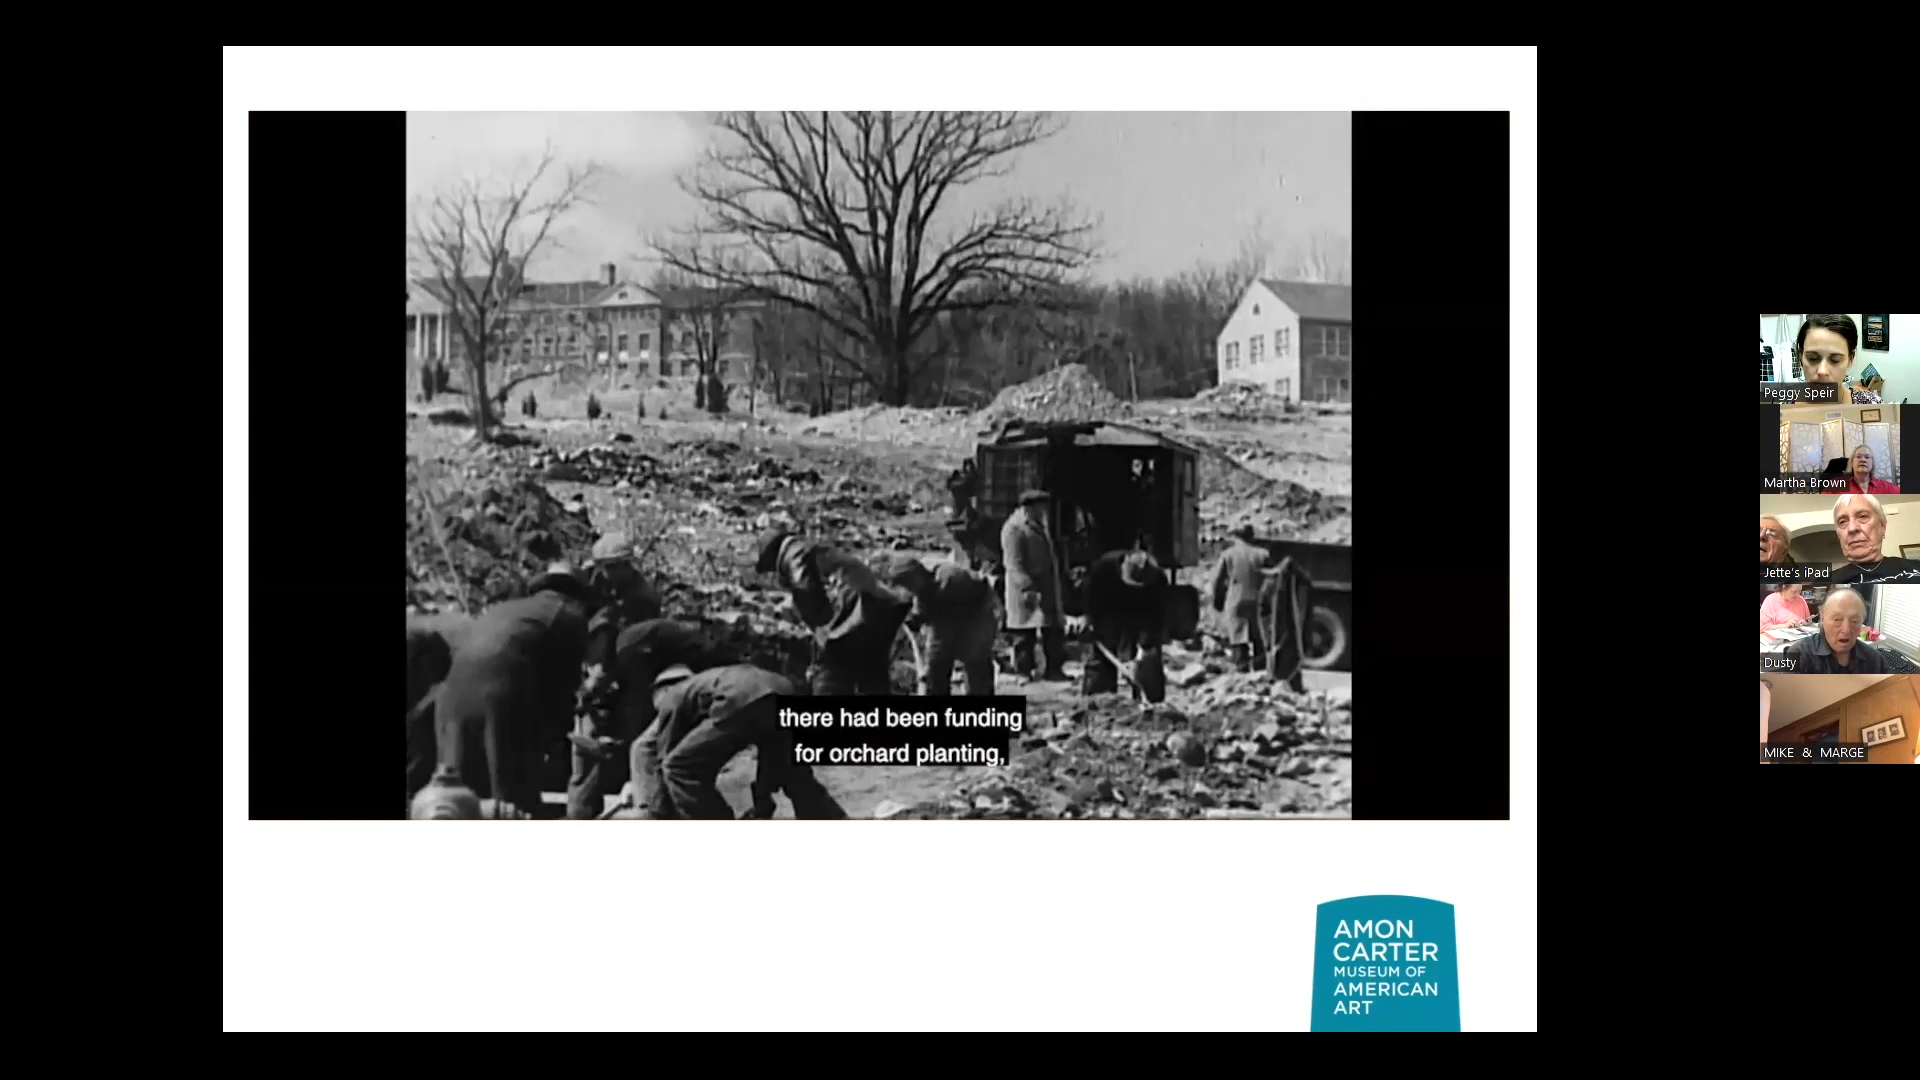 there had been funding
for orchard planting,
AMON
CARTER
MUSEUM OF
AMERICAN
ART
Peggy Speir
Martha Brown
Jette's iPad
Dusty
MIKE & MARGE